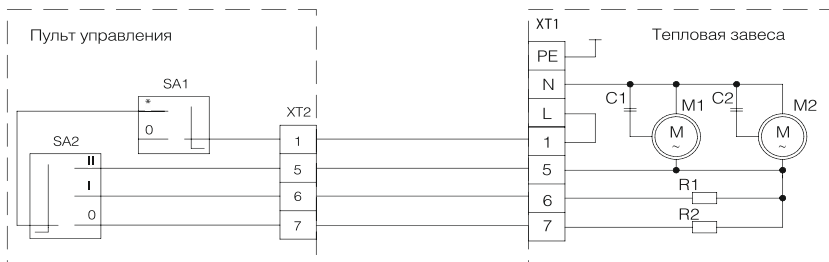 Пульт управления
SA1
*
0
SA2
II
I
0
XT2
1
5
6
7
XT1
PE
N
L
1
5
6
7
Тепловая завеса
C1
M1
M
~
C2
M2
M
~
R1
R2